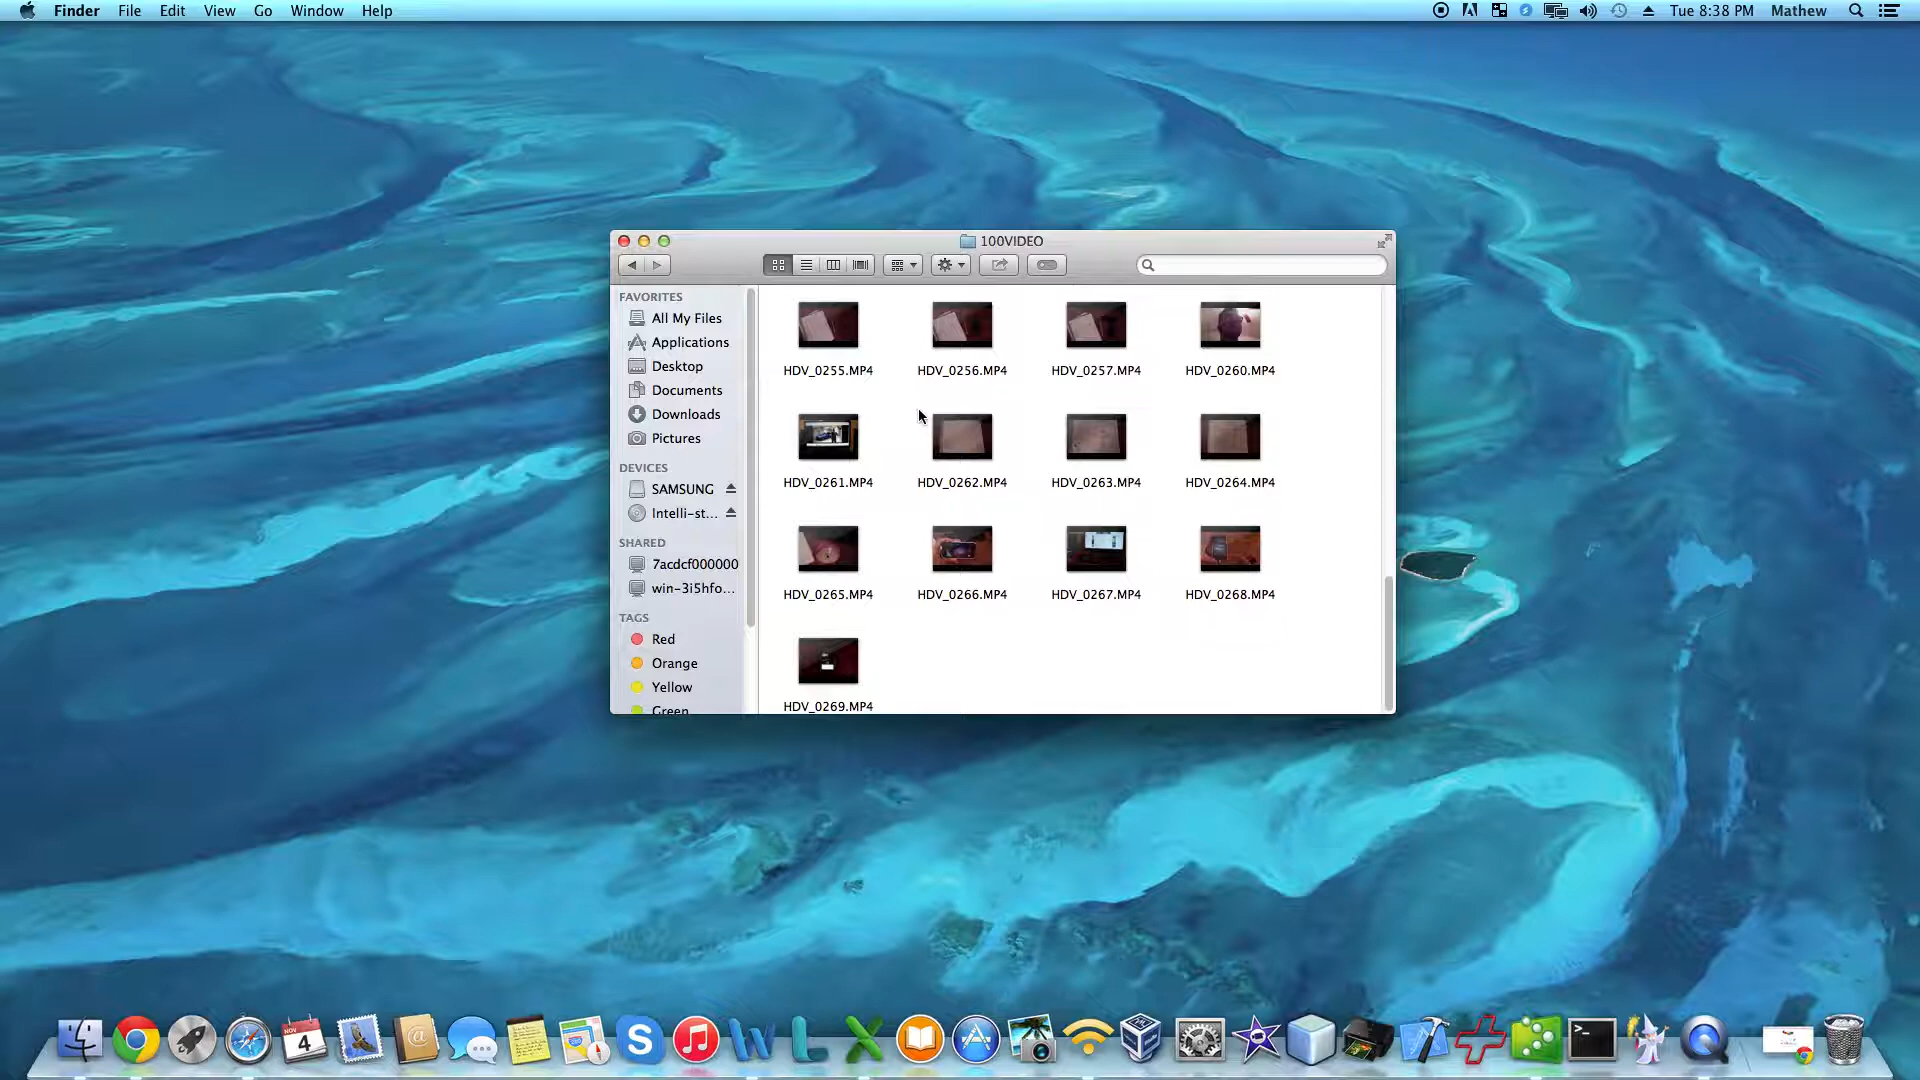 Finder File Edit View Go Window Help Tue 8:38 PM Mathew
100VIDEO
FAVORITES
All My Files
Applications
Desktop
Documents
Downloads
Pictures
DEVICES
SAMSUNG
Intelli-st...
SHARED
7acdcf000000
win-3i5hfo...
TAGS
Red
Orange
Yellow
Green
HDV_0255.MP4 HDV_0256.MP4 HDV_0257.MP4 HDV_0260.MP4
HDV_0261.MP4 HDV_0262.MP4 HDV_0263.MP4 HDV_0264.MP4
HDV_0265.MP4 HDV_0266.MP4 HDV_0267.MP4 HDV_0268.MP4
HDV_0269.MP4
NOV
4